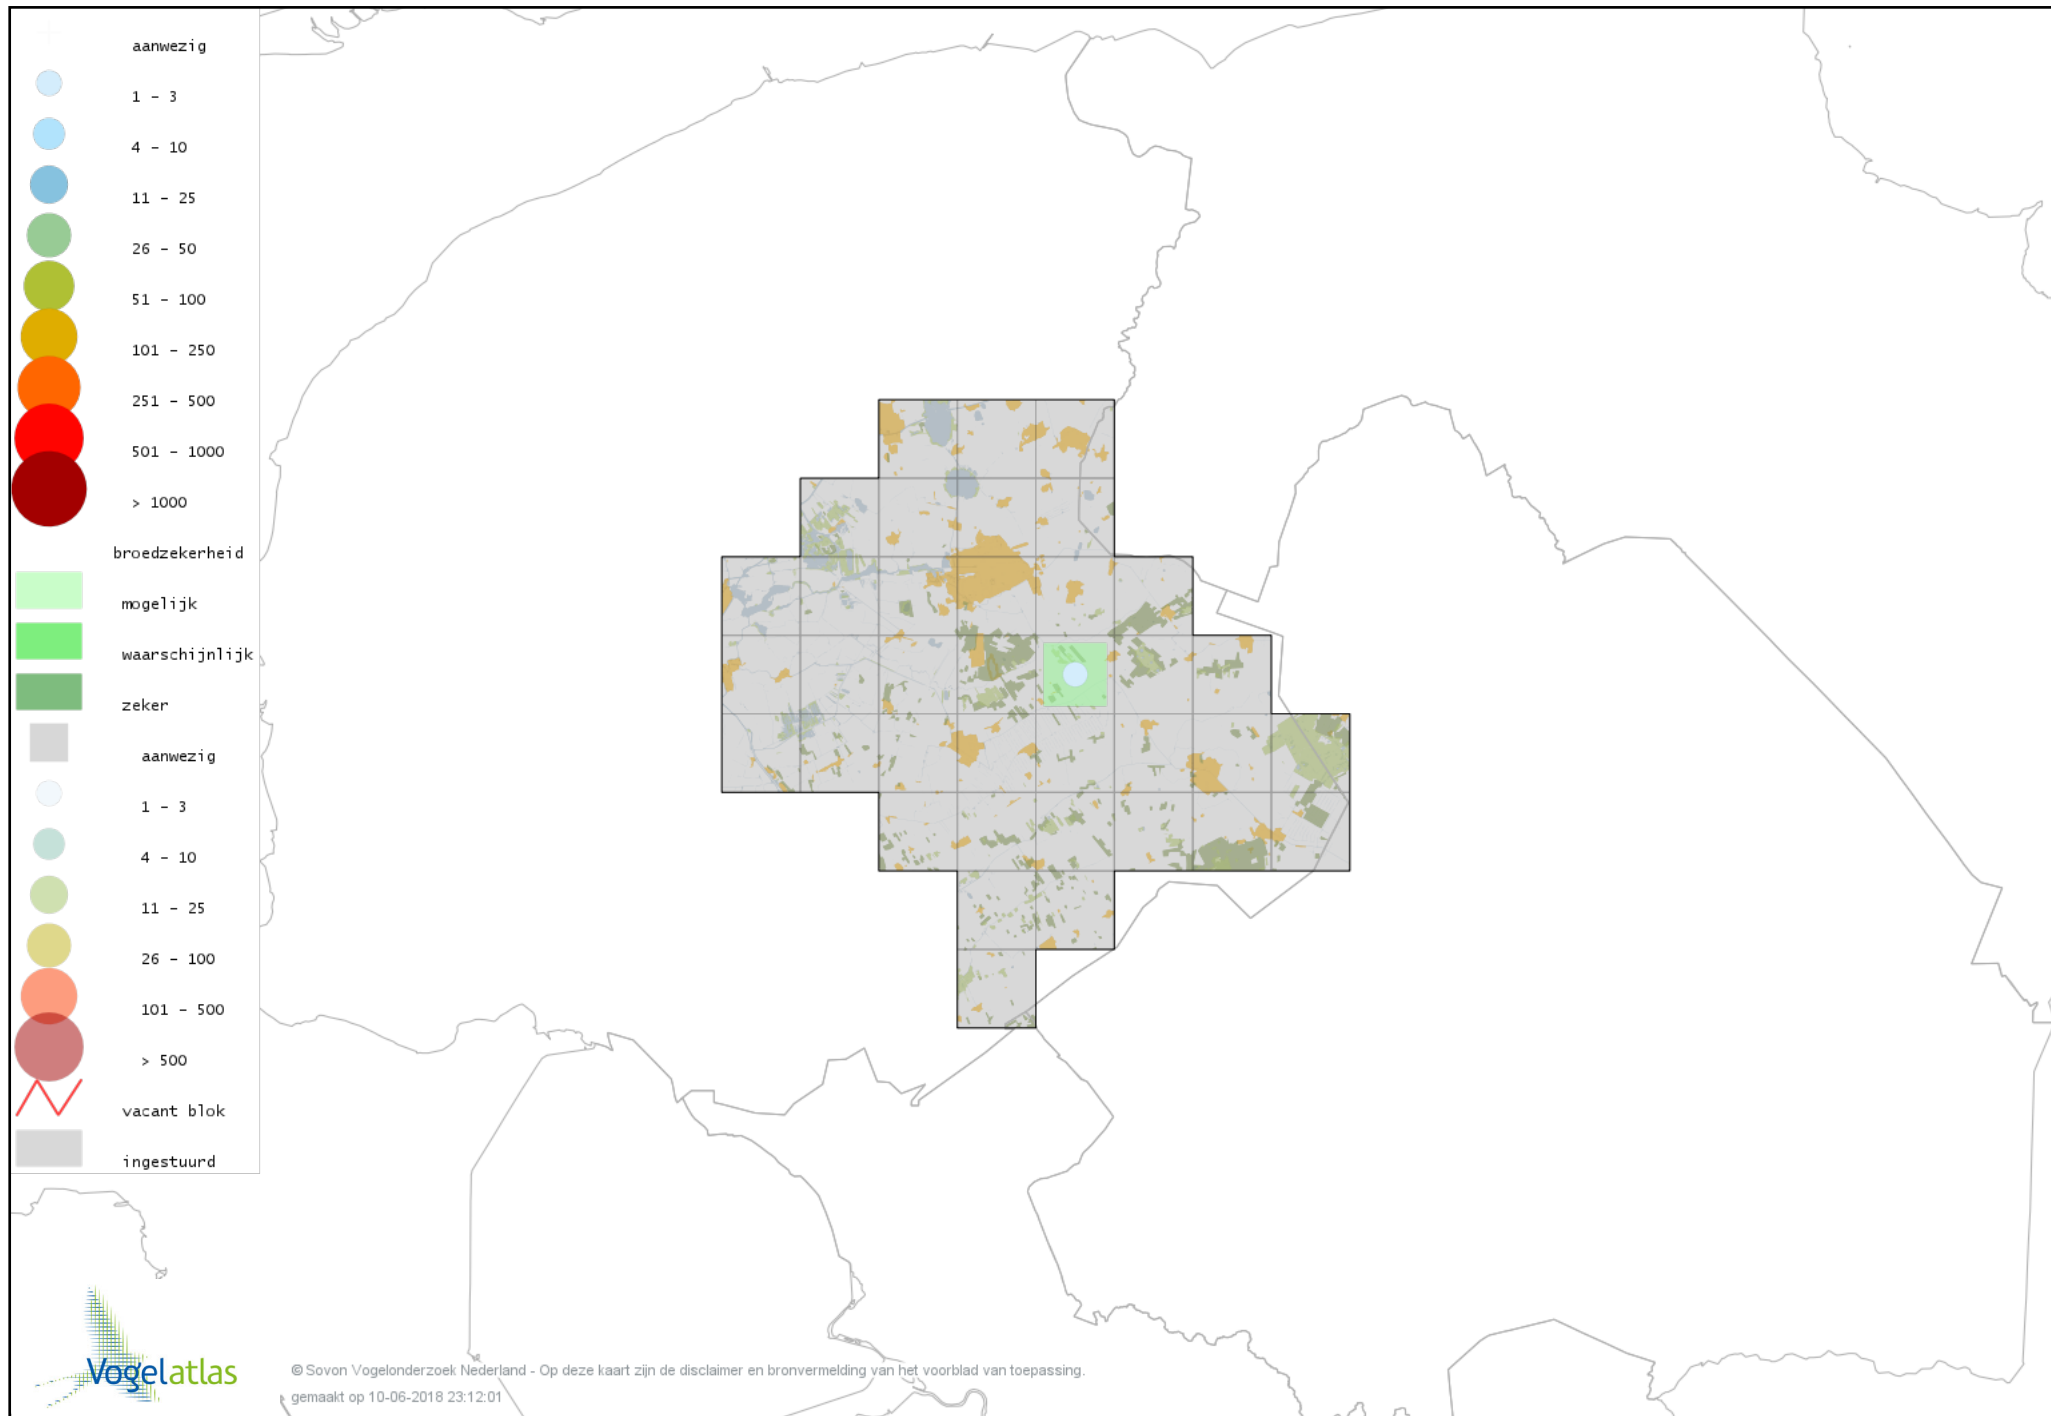 aanwezig
1 - 3
4 - 10
11 - 25
26 - 50
51 - 100
101 - 250
251 - 500
501 - 1000
> 1000
broedzekerheid
mogelijk
waarschijnlijk
zeker
aanwezig
1 - 3
4 - 10
11 - 25
26 - 100
101 - 500
> 500
vacant blok
ingestuurd
Vogelatlas
© Sovon Vogelonderzoek Nederland - Op deze kaart zijn de disclaimer en bronvermelding van het voorblad van toepassing.
gemaakt op 10-06-2018 23:12:01